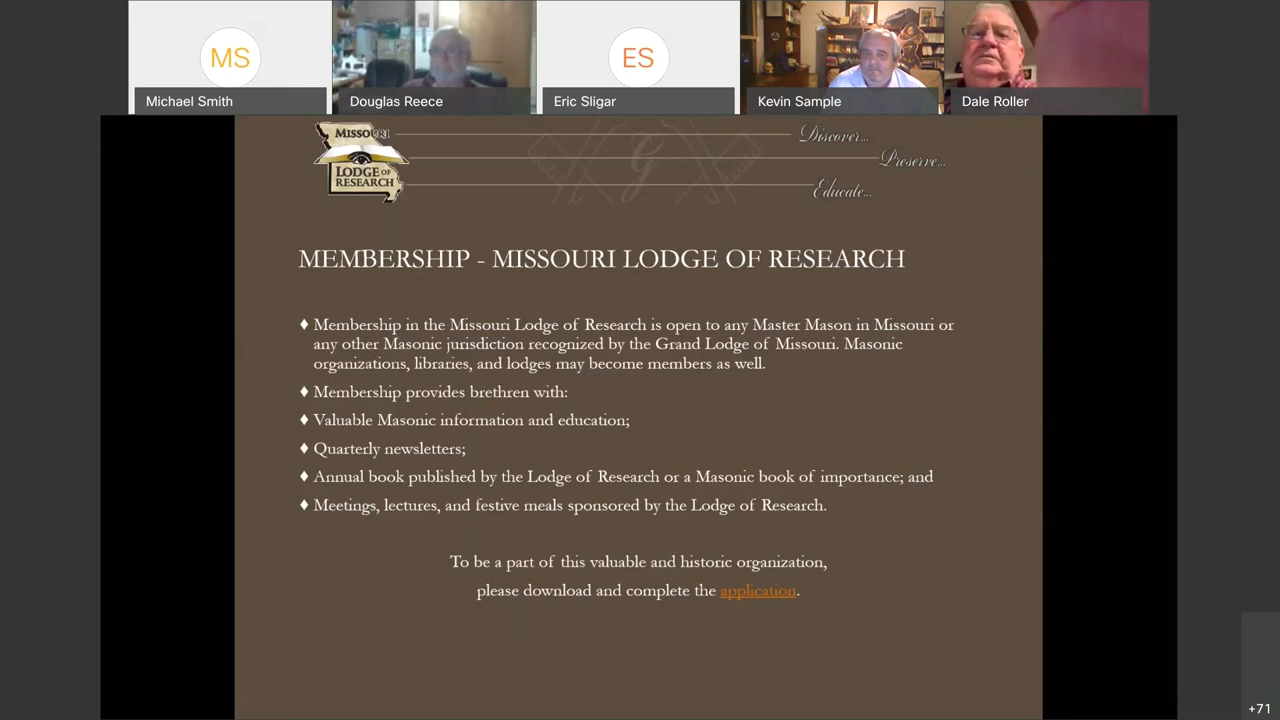 MS
ES
Michael Smith
Douglas Reece
Eric Sligar
Kevin Sample
Dale Roller
MISSOURI
LODGE OF
RESEARCH
G
Discover...
Preserve...
Educate...
MEMBERSHIP - MISSOURI LODGE OF RESEARCH
♦ Membership in the Missouri Lodge of Research is open to any Master Mason in Missouri or
any other Masonic jurisdiction recognized by the Grand Lodge of Missouri. Masonic
organizations, libraries, and lodges may become members as well.
♦ Membership provides brethren with:
♦ Valuable Masonic information and education;
♦ Quarterly newsletters;
♦ Annual book published by the Lodge of Research or a Masonic book of importance; and
♦ Meetings, lectures, and festive meals sponsored by the Lodge of Research.
To be a part of this valuable and historic organization,
please download and complete the application.
+71